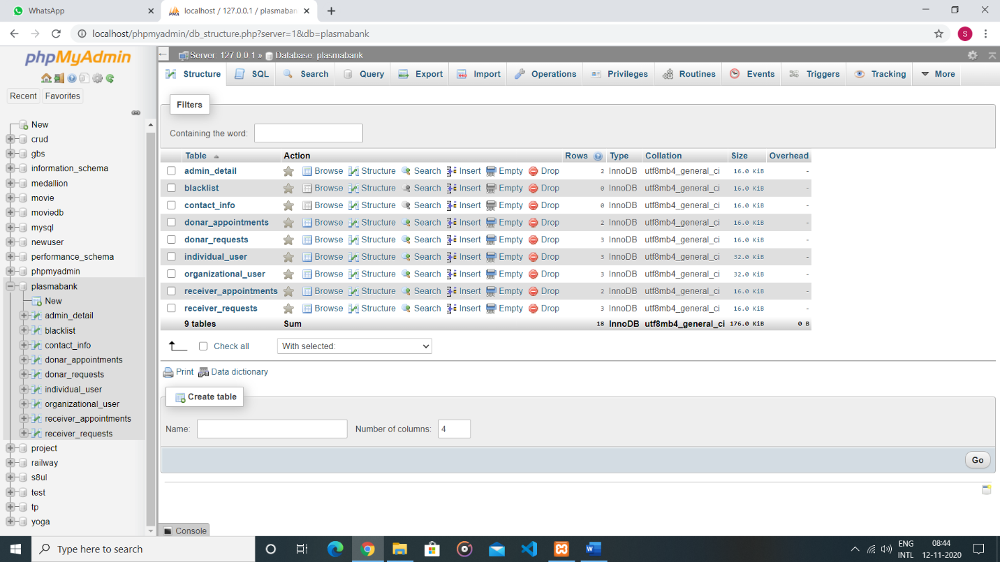 WhatsApp
localhost / 127.0.0.1 / plasmaban
localhost/phpmyadmin/db_structure.php?server=1&db=plasmabank
S
phpMyAdmin
Recent Favorites
New
crud
gbs
information_schema
medallion
movie
moviedb
mysql
newuser
performance_schema
phpmyadmin
plasmabank
New
admin_detail
blacklist
contact_info
donar_appointments
donar_requests
individual_user
organizational_user
receiver_appointments
receiver_requests
project
railway
s8ul
test
tp
yoga
Server: 127.0.0.1 » Database: plasmabank
Structure SQL Search Query Export Import Operations Privileges Routines Events Triggers Tracking More
Filters
Containing the word:
Table Action Rows Type Collation Size Overhead
admin_detail Browse Structure Search Insert Empty Drop 2 InnoDB utf8mb4_general_ci 16.0 KiB -
blacklist Browse Structure Search Insert Empty Drop 0 InnoDB utf8mb4_general_ci 16.0 KiB -
contact_info Browse Structure Search Insert Empty Drop 0 InnoDB utf8mb4_general_ci 16.0 KiB -
donar_appointments Browse Structure Search Insert Empty Drop 2 InnoDB utf8mb4_general_ci 16.0 KiB -
donar_requests Browse Structure Search Insert Empty Drop 3 InnoDB utf8mb4_general_ci 16.0 KiB -
individual_user Browse Structure Search Insert Empty Drop 3 InnoDB utf8mb4_general_ci 32.0 KiB -
organizational_user Browse Structure Search Insert Empty Drop 3 InnoDB utf8mb4_general_ci 32.0 KiB -
receiver_appointments Browse Structure Search Insert Empty Drop 2 InnoDB utf8mb4_general_ci 16.0 KiB -
receiver_requests Browse Structure Search Insert Empty Drop 3 InnoDB utf8mb4_general_ci 16.0 KiB -
9 tables Sum 18 InnoDB utf8mb4_general_ci 176.0 KiB 0 B
Check all With selected:
Print Data dictionary
Create table
Name: Number of columns: 4
Go
Console
Type here to search
ENG
INTL
08:44
12-11-2020